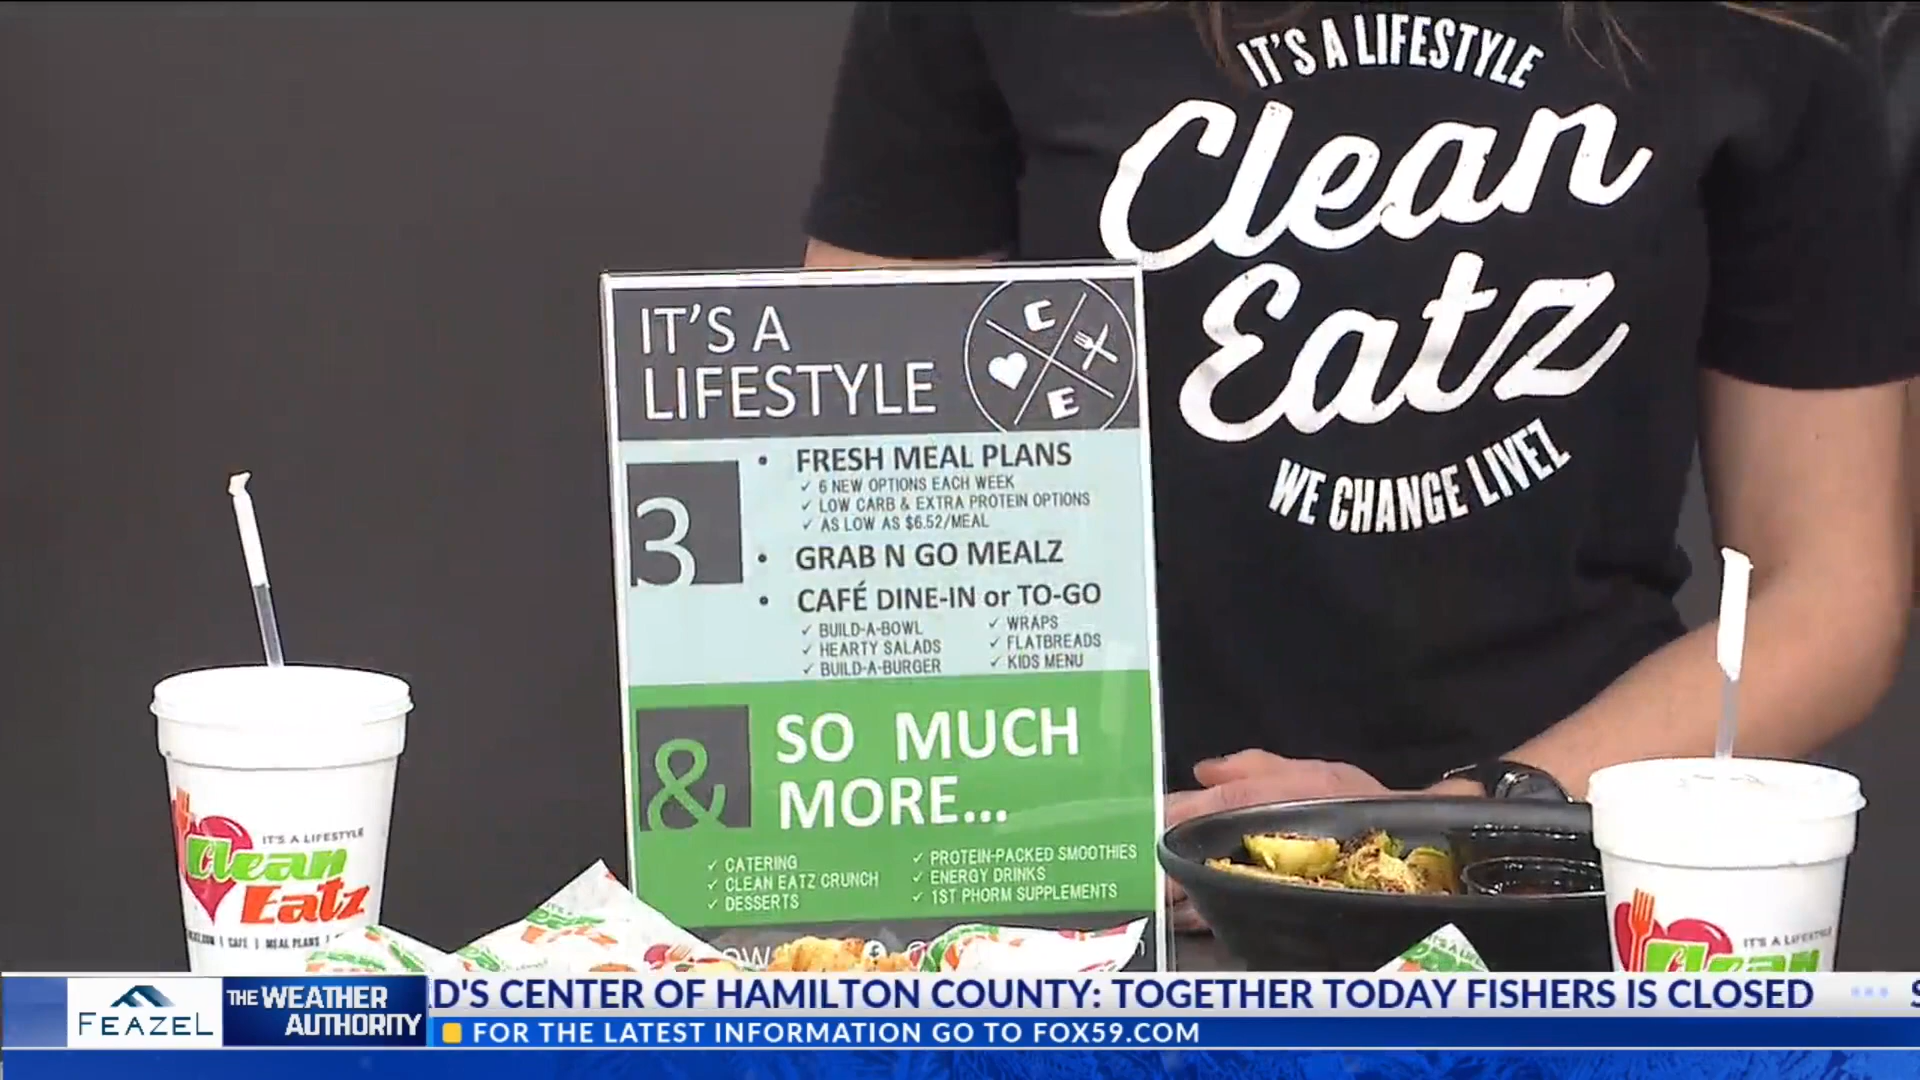 IT'S A LIFESTYLE
Clean
Eatz
WE CHANGE LIVEZ
IT'S A
LIFESTYLE
C
E
3
• FRESH MEAL PLANS
✓ 6 NEW OPTIONS EACH WEEK
✓ LOW CARB & EXTRA PROTEIN OPTIONS
✓ AS LOW AS $6.52/MEAL
• GRAB N GO MEALZ
• CAFÉ DINE-IN or TO-GO
✓ BUILD-A-BOWL
✓ HEARTY SALADS
✓ BUILD-A-BURGER
✓ WRAPS
✓ FLATBREADS
✓ KIDS MENU
&
SO MUCH
MORE...
✓ CATERING
✓ CLEAN EATZ CRUNCH
✓ DESSERTS
✓ PROTEIN-PACKED SMOOTHIES
✓ ENERGY DRINKS
✓ 1ST PHORM SUPPLEMENTS
IT'S A LIFESTYLE
Clean
Eatz
CAFE | MEAL PLANS |
IT'S A LIFESTYLE
Clean
FEAZEL
THE WEATHER
AUTHORITY
RD'S CENTER OF HAMILTON COUNTY: TOGETHER TODAY FISHERS IS CLOSED
FOR THE LATEST INFORMATION GO TO FOX59.COM